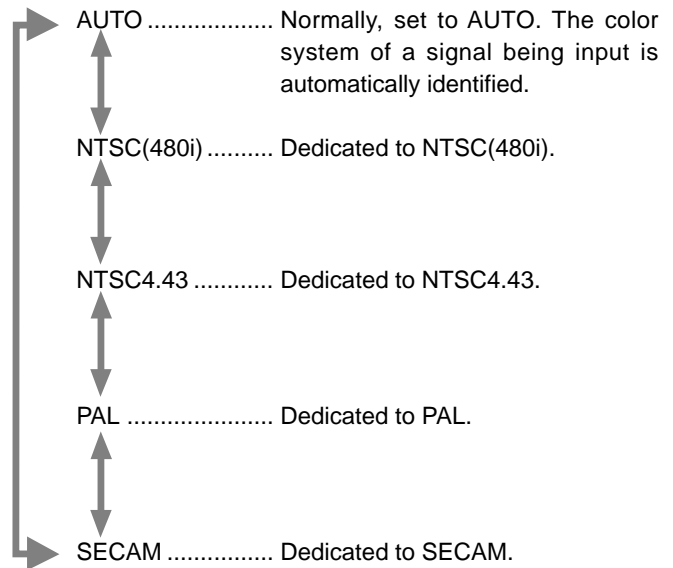 AUTO ................... Normally, set to AUTO. The color
system of a signal being input is
automatically identified.
NTSC(480i) .......... Dedicated to NTSC(480i).
NTSC4.43 ............ Dedicated to NTSC4.43.
PAL ...................... Dedicated to PAL.
SECAM ................ Dedicated to SECAM.